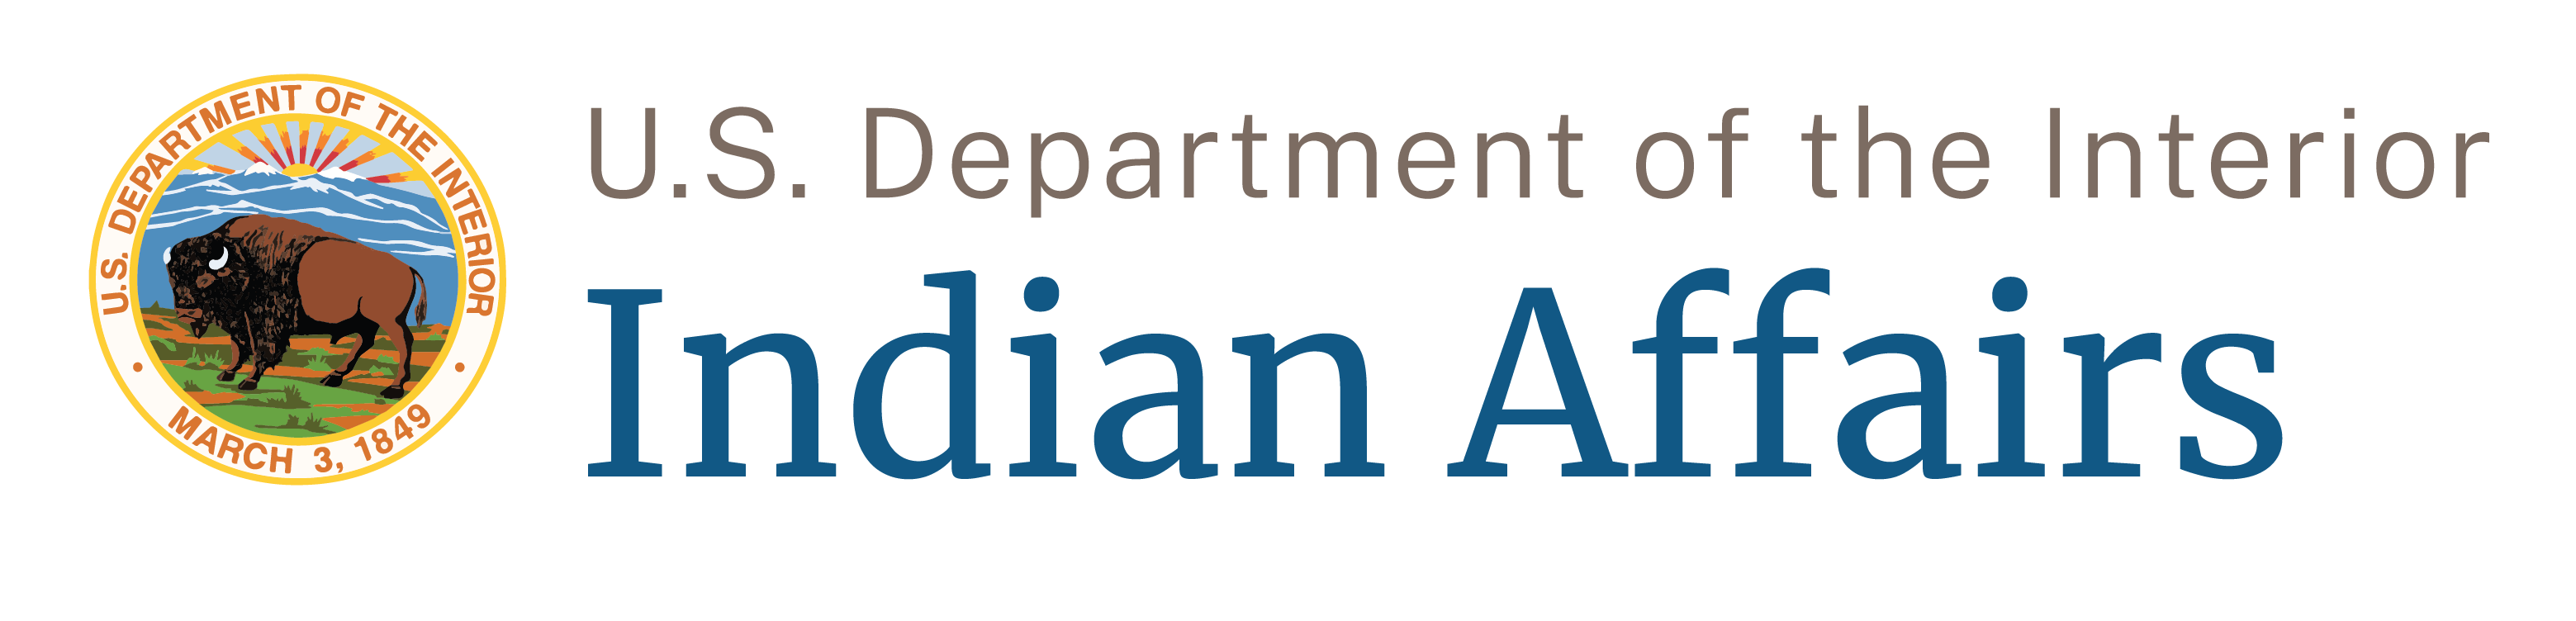 U.S. DEPARTMENT OF THE INTERIOR
MARCH 3, 1849
U.S. Department of the Interior
Indian Affairs